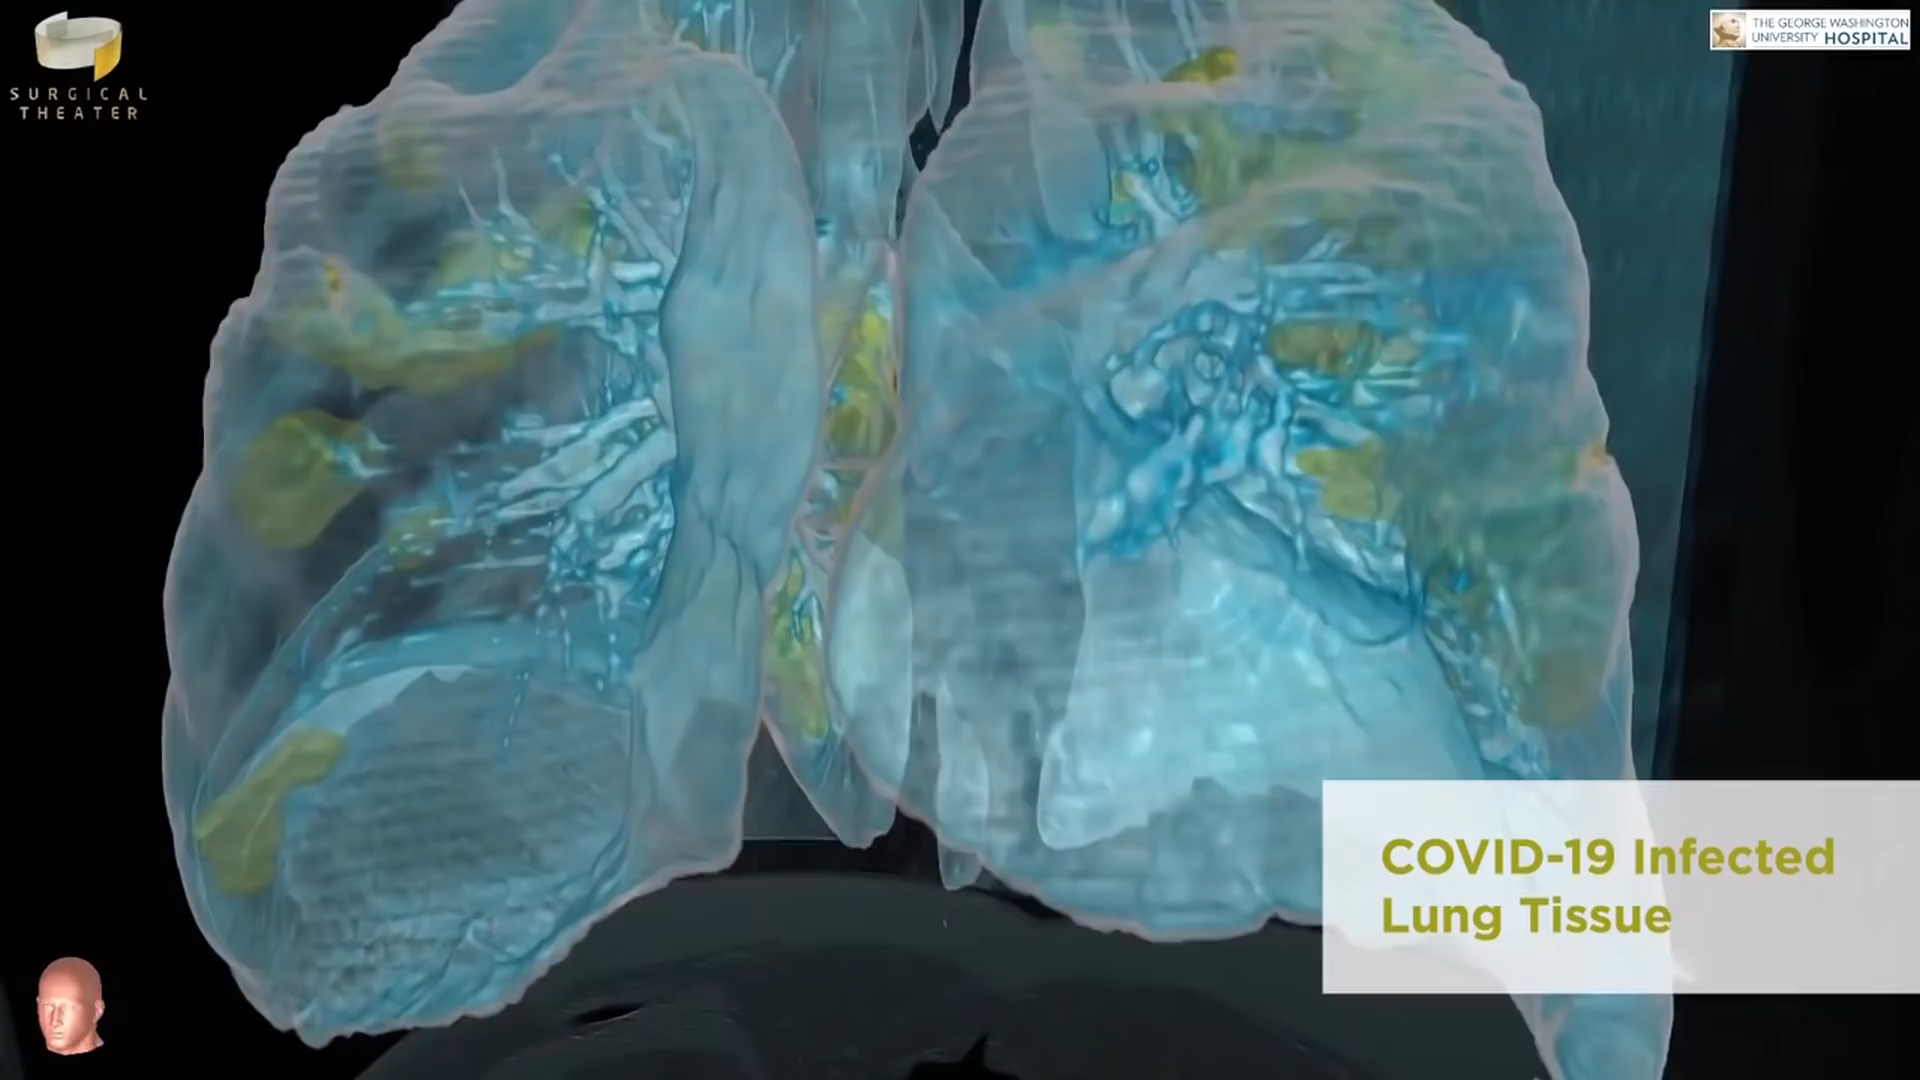 SURGICAL
THEATER
THE GEORGE WASHINGTON
UNIVERSITY HOSPITAL
COVID-19 Infected
Lung Tissue